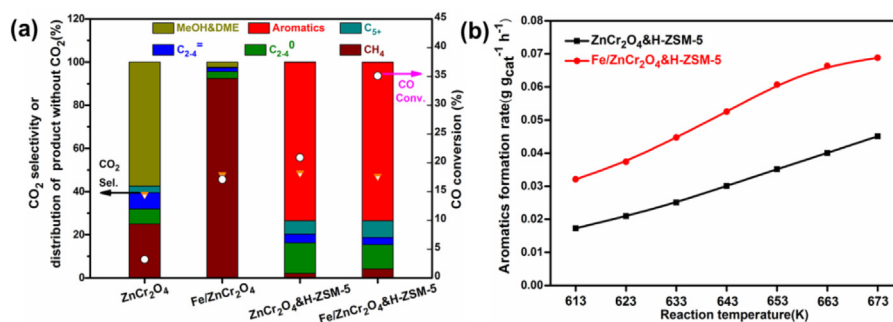 (a)
MeOH&DME Aromatics C5+
C2-4= C2-40 CH4
CO2 selectivity or
distribution of product without CO2(%)
120
100
80
60
40
20
0
CO2
Sel.
CO
Conv.
45
40
35
30
25
20
15
10
5
0
CO conversion (%)
ZnCr2O4
Fe/ZnCr2O4
ZnCr2O4&H-ZSM-5
Fe/ZnCr2O4&H-ZSM-5
(b)
Aromatics formation rate(g gcat-1 h-1)
0.08
0.07
0.06
0.05
0.04
0.03
0.02
0.01
0.00
ZnCr2O4&H-ZSM-5
Fe/ZnCr2O4&H-ZSM-5
613 623 633 643 653 663 673
Reaction temperature(K)